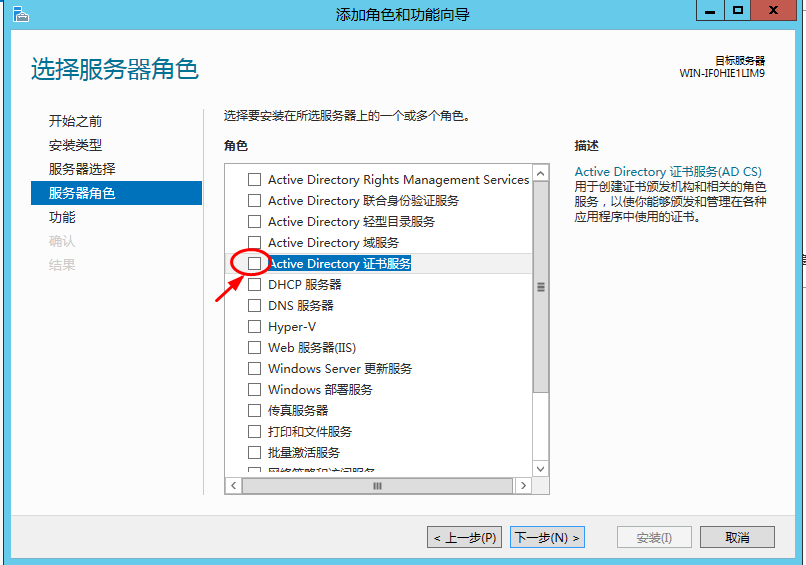 添加角色和功能向导
选择服务器角色
目标服务器
WIN-IF0HIE1LIM9
开始之前
安装类型
服务器选择
服务器角色
功能
确认
结果
选择要安装在所选服务器上的一个或多个角色。
角色
Active Directory Rights Management Services
Active Directory 联合身份验证服务
Active Directory 轻型目录服务
Active Directory 域服务
Active Directory 证书服务
DHCP 服务器
DNS 服务器
Hyper-V
Web 服务器(IIS)
Windows Server 更新服务
Windows 部署服务
传真服务器
打印和文件服务
批量激活服务
网络策略和访问服务
描述
Active Directory 证书服务(AD CS)
用于创建证书颁发机构和相关的角色
服务，以使你能够颁发和管理在各种
应用程序中使用的证书。
< 上一步(P)
下一步(N) >
安装(I)
取消